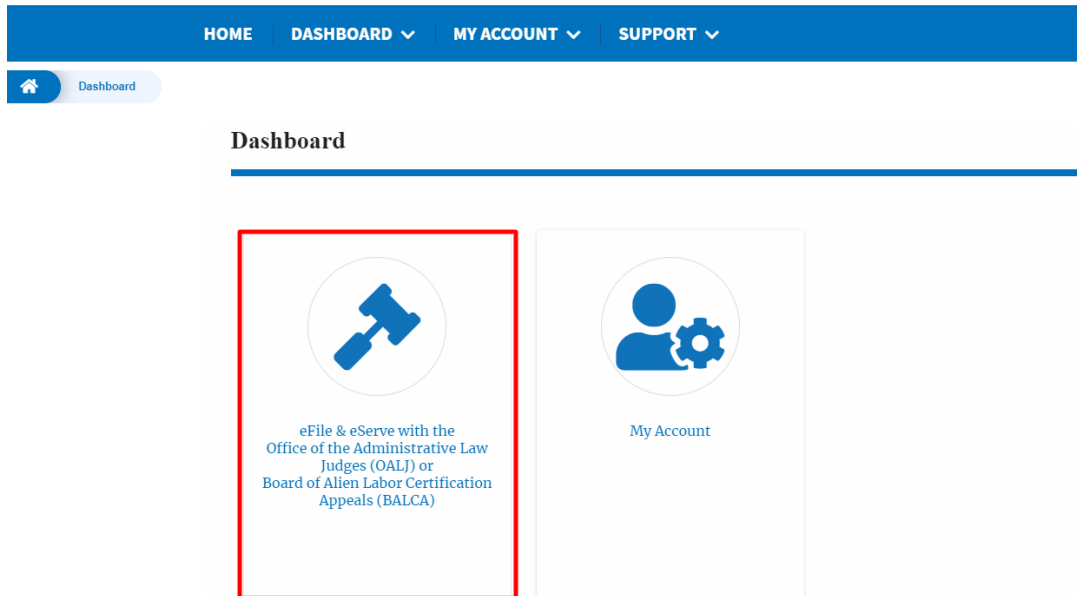 HOME DASHBOARD MY ACCOUNT SUPPORT
Dashboard
Dashboard
eFile & eServe with the
Office of the Administrative Law
Judges (OALJ) or
Board of Alien Labor Certification
Appeals (BALCA)
My Account